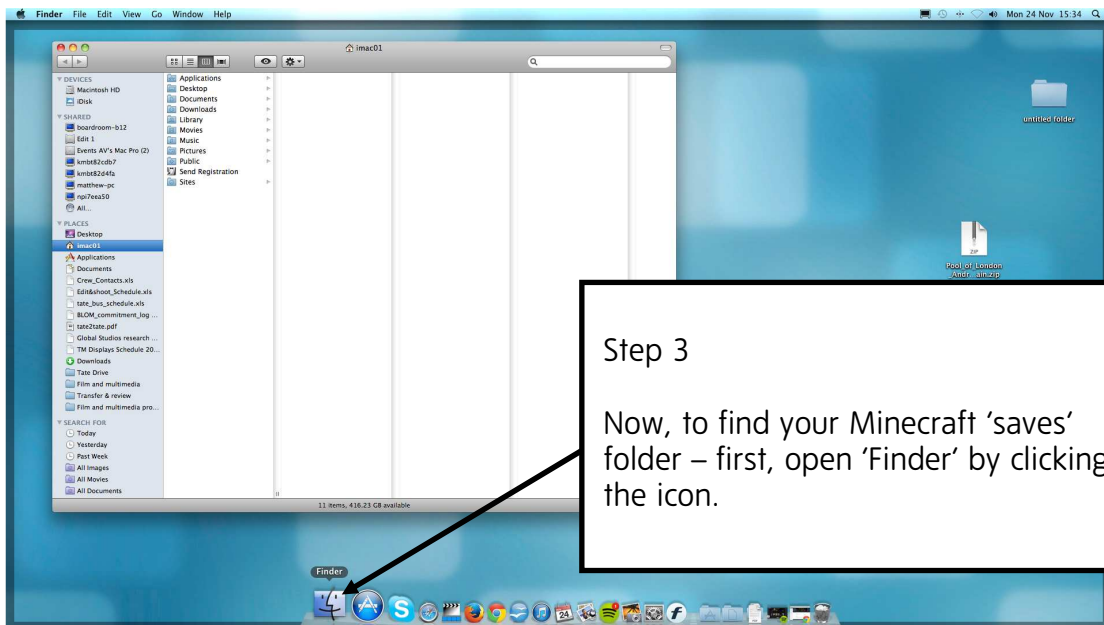 Finder File Edit View Go Window Help
Mon 24 Nov 15:34
imac01
DEVICES
Macintosh HD
iDisk
SHARED
boardroom-b12
Edit 1
Events AV's Mac Pro (2)
kmbt82cdb7
kmbt82d4fa
matthew-pc
npi7eea50
All...
PLACES
Desktop
imac01
Applications
Documents
Crew_Contacts.xls
Edit&shoot_Schedule.xls
tate_bus_schedule.xls
BLOM_commitment_log ...
tate2tate.pdf
Global Studios research ...
TM Displays Schedule 20...
Downloads
Tate Drive
Film and multimedia
Transfer & review
Film and multimedia pro...
SEARCH FOR
Today
Yesterday
Past Week
All Images
All Movies
All Documents
Applications
Desktop
Documents
Downloads
Library
Movies
Music
Pictures
Public
Send Registration
Sites
11 items, 416.23 GB available
untitled folder
ZIP
Pool_of_London
_Andr...ain.zip
Step 3
Now, to find your Minecraft ‘saves’
folder – first, open ‘Finder’ by clicking
the icon.
Finder
24